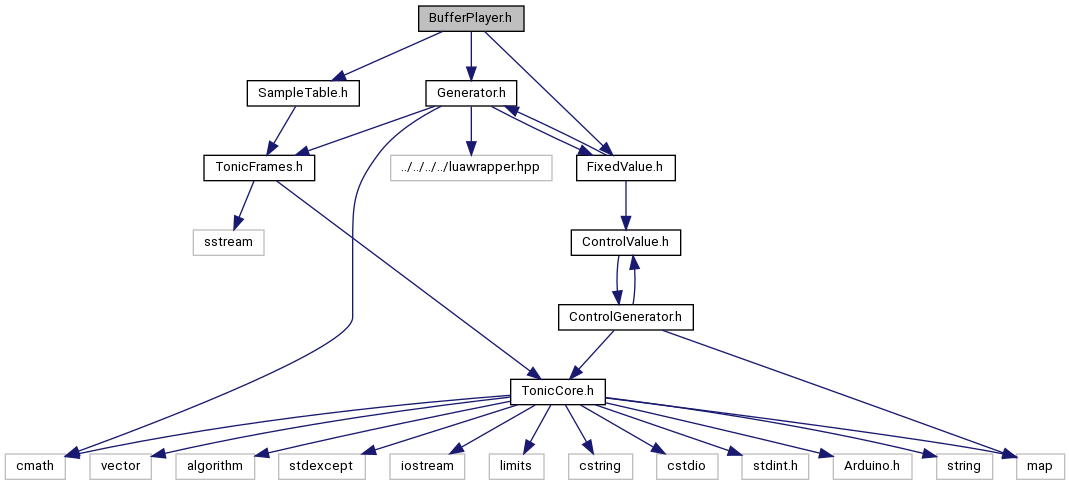 BufferPlayer.h
SampleTable.h
Generator.h
TonicFrames.h
../../../../luawrapper.hpp
FixedValue.h
sstream
ControlValue.h
ControlGenerator.h
TonicCore.h
cmath
vector
algorithm
stdexcept
iostream
limits
cstring
cstdio
stdint.h
Arduino.h
string
map